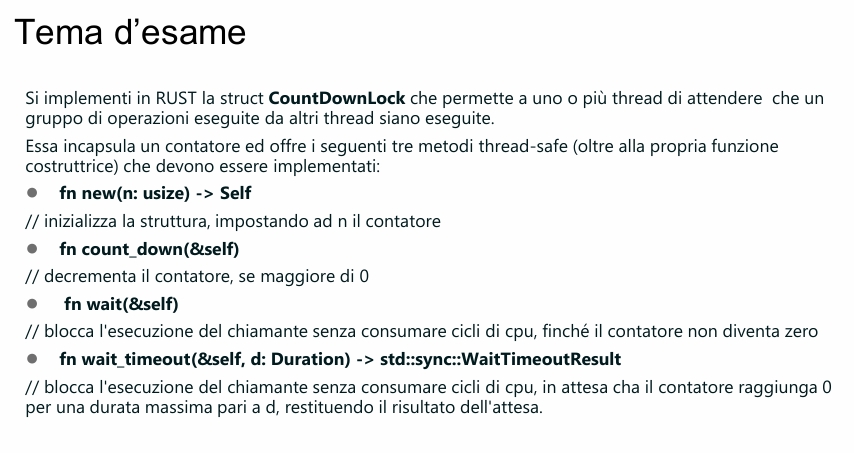 Tema d’esame
Si implementi in RUST la struct CountDownLock che permette a uno o più thread di attendere che un
gruppo di operazioni eseguite da altri thread siano eseguite.
Essa incapsula un contatore ed offre i seguenti tre metodi thread-safe (oltre alla propria funzione
costruttrice) che devono essere implementati:
● fn new(n: usize) -> Self
// inizializza la struttura, impostando ad n il contatore
● fn count_down(&self)
// decrementa il contatore, se maggiore di 0
● fn wait(&self)
// blocca l'esecuzione del chiamante senza consumare cicli di cpu, finché il contatore non diventa zero
● fn wait_timeout(&self, d: Duration) -> std::sync::WaitTimeoutResult
// blocca l'esecuzione del chiamante senza consumare cicli di cpu, in attesa cha il contatore raggiunga 0
per una durata massima pari a d, restituendo il risultato dell'attesa.